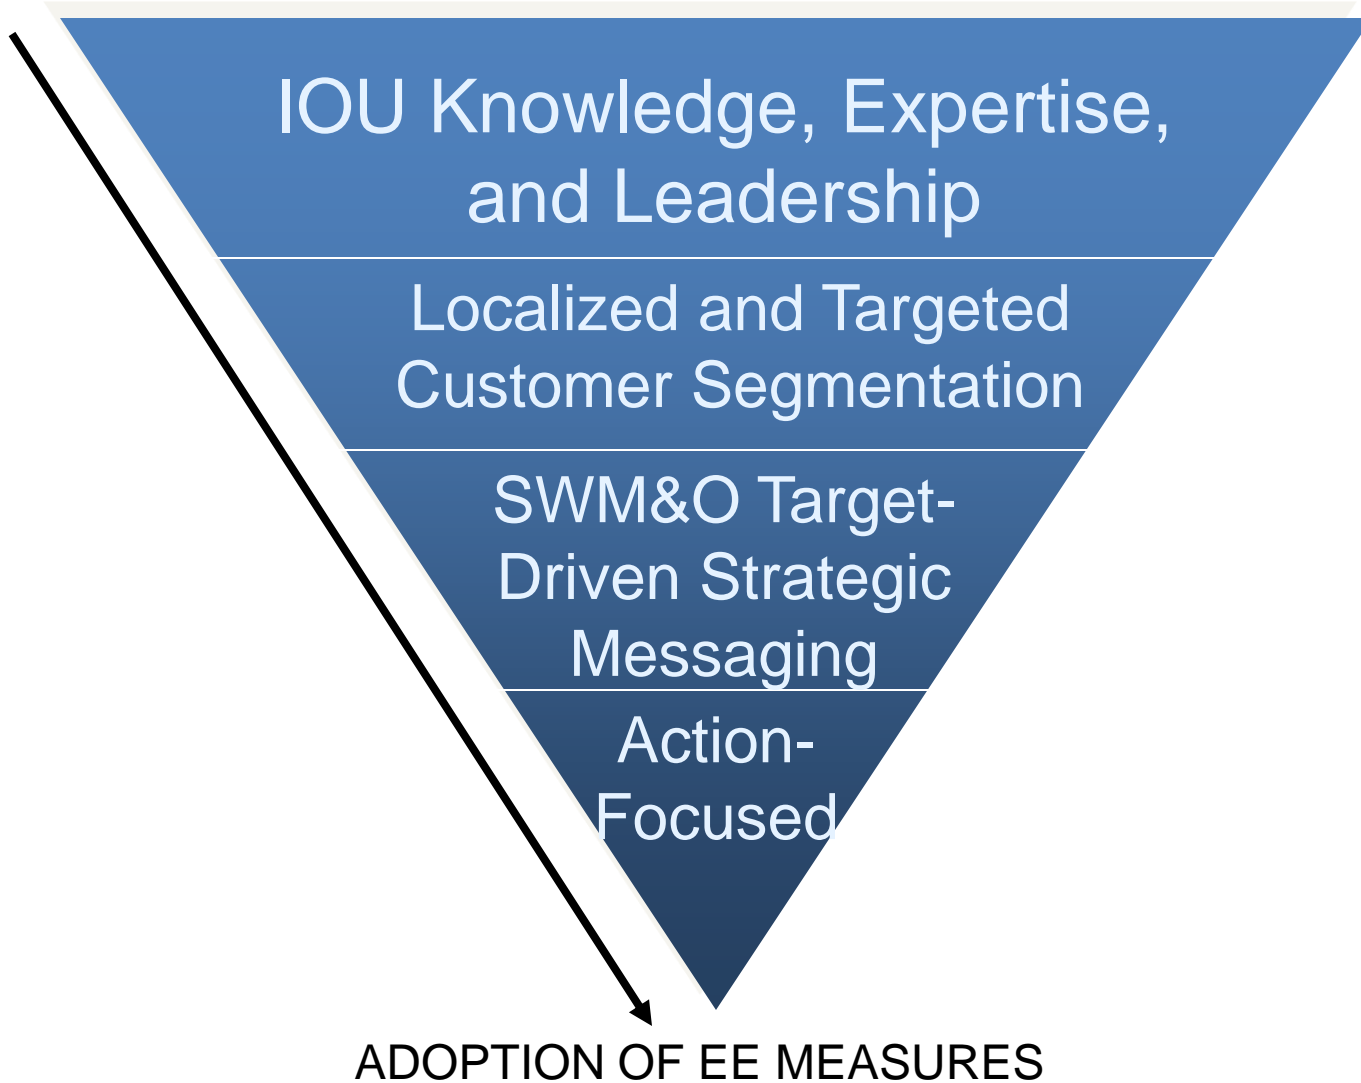 IOU Knowledge, Expertise,
and Leadership
Localized and Targeted
Customer Segmentation
SWM&O Target-
Driven Strategic
Messaging
Action-
Focused
ADOPTION OF EE MEASURES